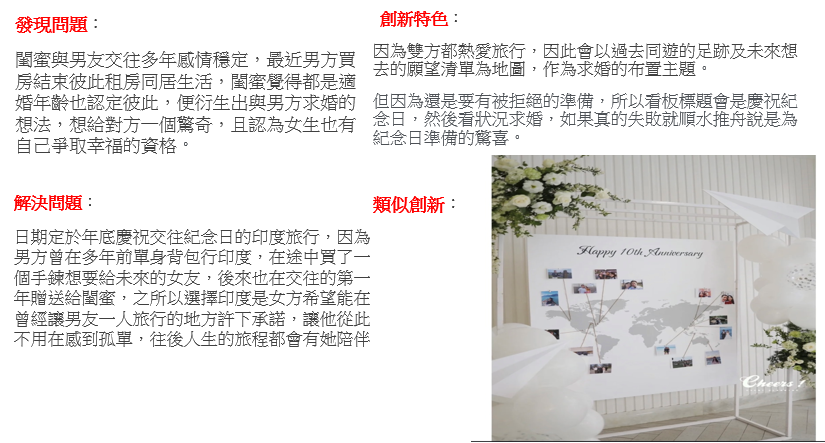 發現問題：
閨蜜與男友交往多年感情穩定，最近男方買
房結束彼此租房同居生活，閨蜜覺得都是適
婚年齡也認定彼此，便衍生出與男方求婚的
想法，想給對方一個驚奇，且認為女生也有
自己爭取幸福的資格。
解決問題：
日期定於年底慶祝交往紀念日的印度旅行，因為
男方曾在多年前單身背包行印度，在途中買了一
個手鍊想要給未來的女友，後來也在交往的第一
年贈送給閨蜜，之所以選擇印度是女方希望能在
曾經讓男友一人旅行的地方許下承諾，讓他從此
不用在感到孤單，往後人生的旅程都會有她陪伴
創新特色：
因為雙方都熱愛旅行，因此會以過去同遊的足跡及未來想
去的願望清單為地圖，作為求婚的布置主題。
但因為還是要有被拒絕的準備，所以看板標題會是慶祝紀
念日，然後看狀況求婚，如果真的失敗就順水推舟說是為
紀念日準備的驚喜。
類似創新：
Happy 10th Anniversary
Cheers !